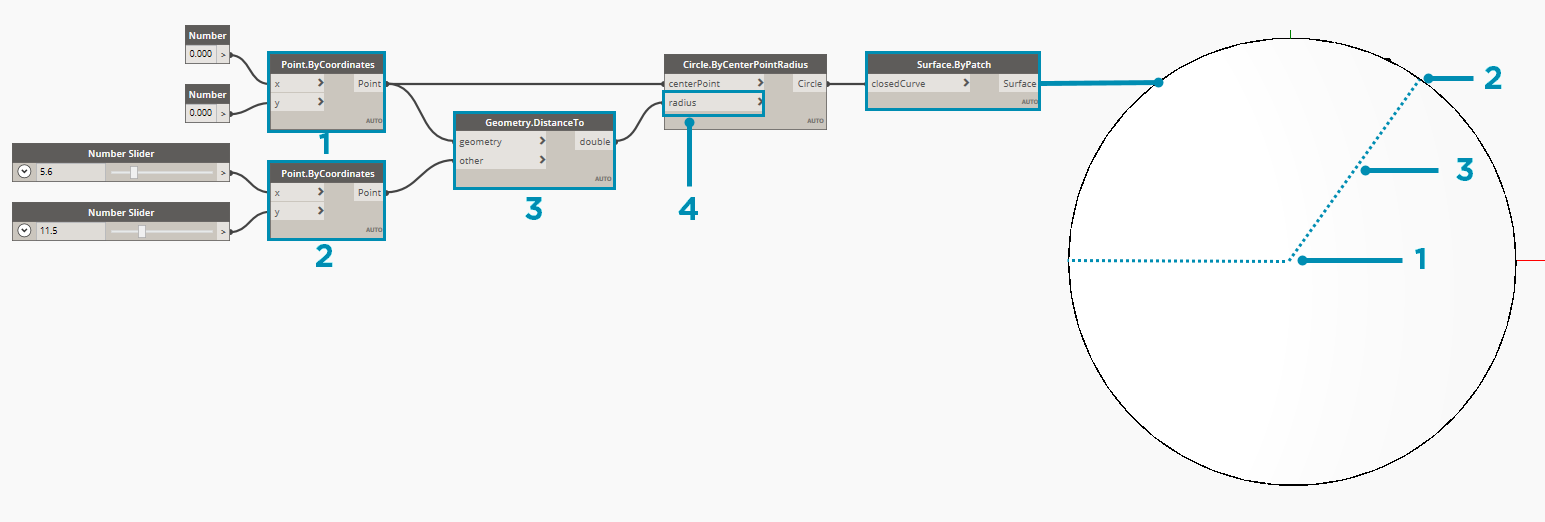 Number
0.000 >
Number
0.000 >
Point.ByCoordinates
x > Point
y >
AUTO
1
Number Slider
5.6 >
Number Slider
11.5 >
Point.ByCoordinates
x > Point
y >
AUTO
2
Geometry.DistanceTo
geometry > double
other >
AUTO
3
Circle.ByCenterPointRadius
centerPoint > Circle
radius >
AUTO
4
Surface.ByPatch
closedCurve > Surface
AUTO
2
3
1